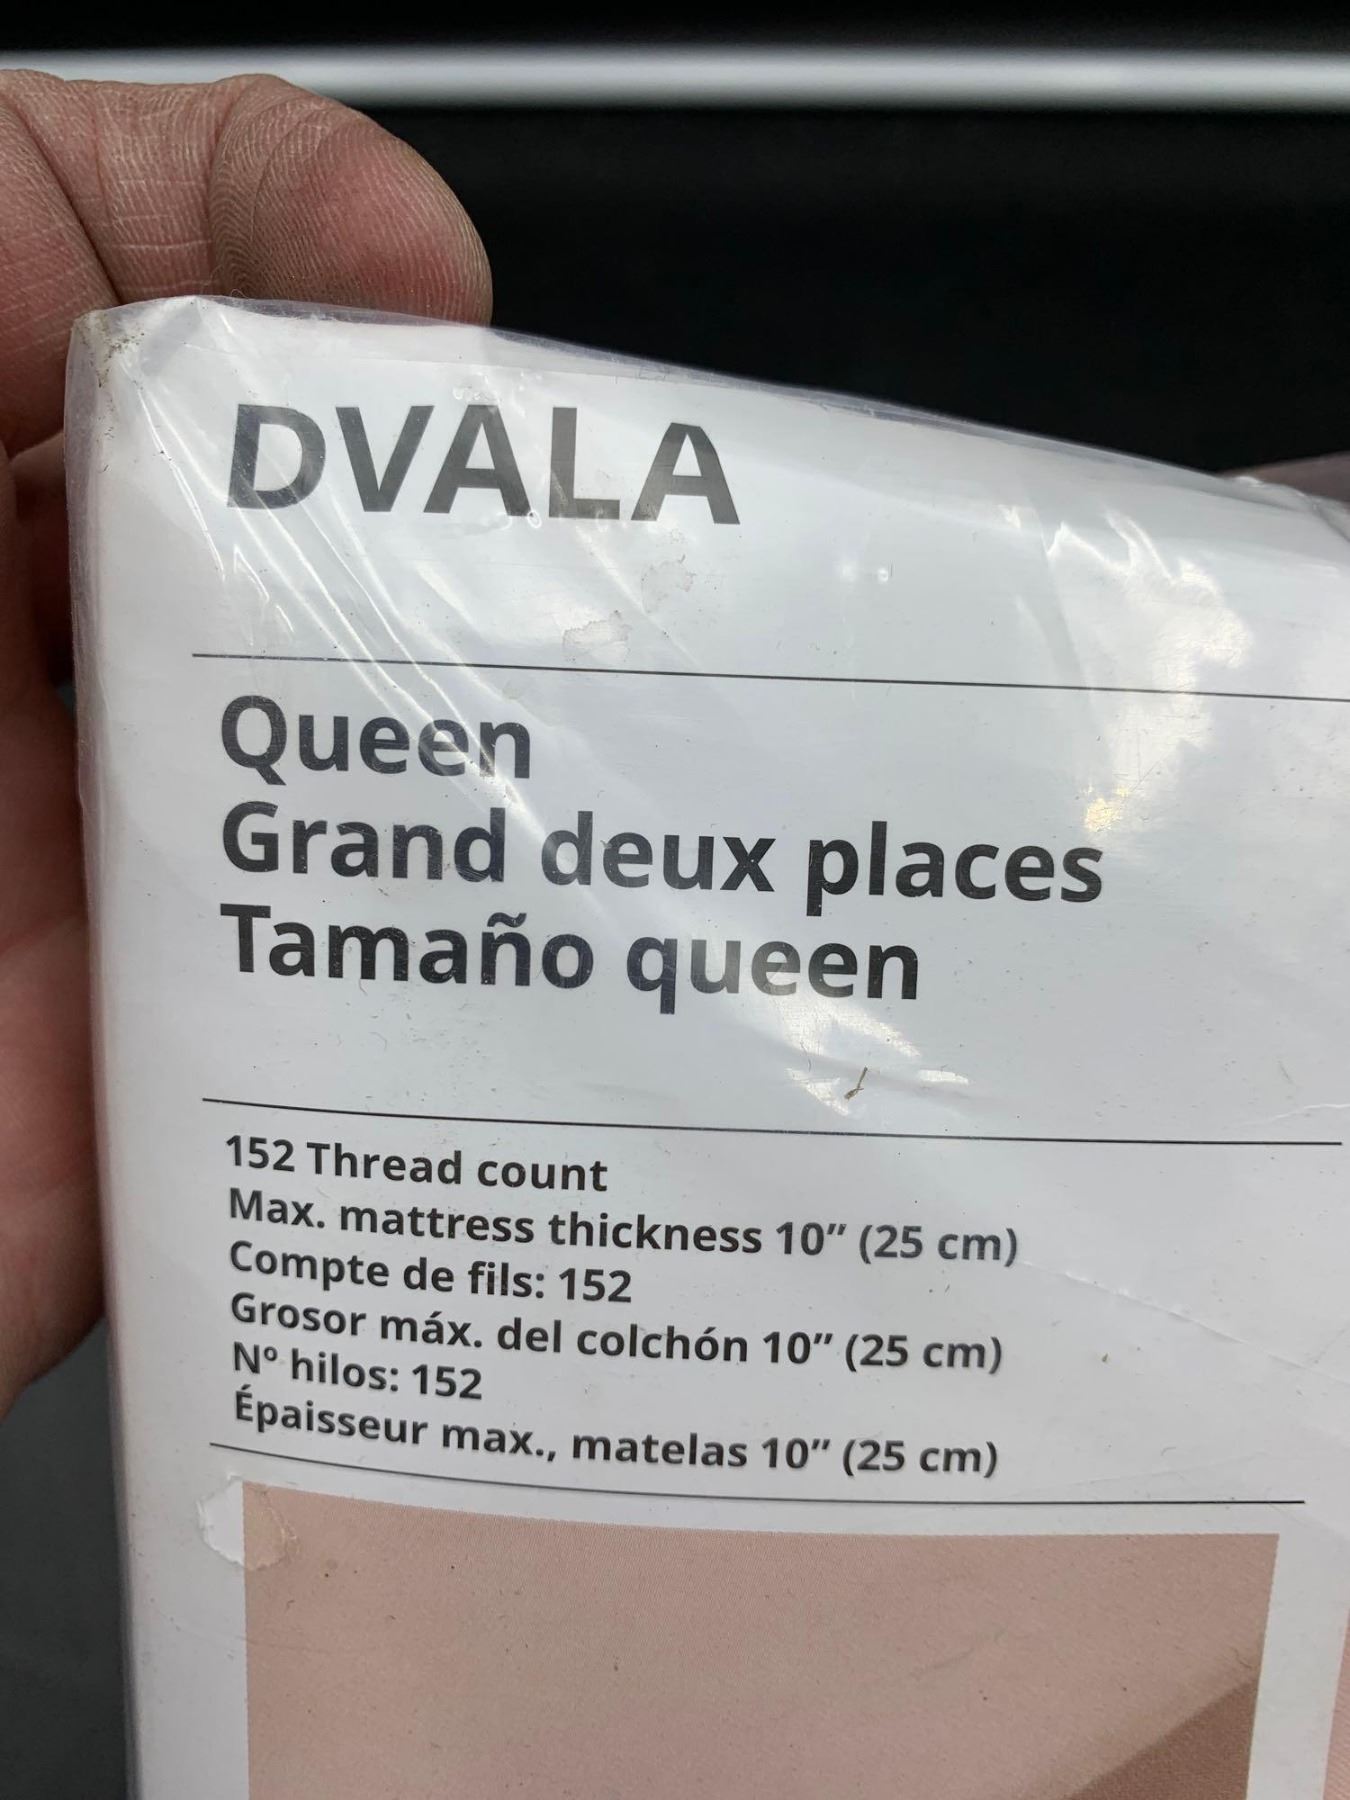 DVALA
Queen
Grand deux places
Tamaño queen
152 Thread count
Max. mattress thickness 10” (25 cm)
Compte de fils: 152
Grosor máx. del colchón 10” (25 cm)
Nº hilos: 152
Épaisseur max., matelas 10” (25 cm)